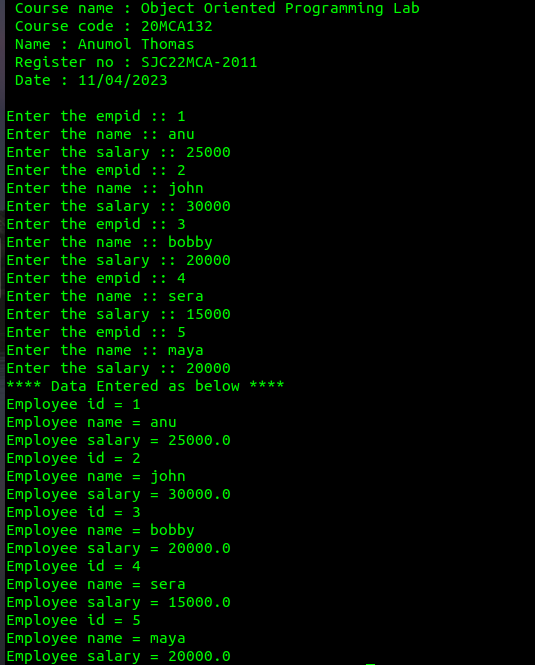 Course name : Object Oriented Programming Lab
Course code : 20MCA132
Name : Anumol Thomas
Register no : SJC22MCA-2011
Date : 11/04/2023
Enter the empid :: 1
Enter the name :: anu
Enter the salary :: 25000
Enter the empid :: 2
Enter the name :: john
Enter the salary :: 30000
Enter the empid :: 3
Enter the name :: bobby
Enter the salary :: 20000
Enter the empid :: 4
Enter the name :: sera
Enter the salary :: 15000
Enter the empid :: 5
Enter the name :: maya
Enter the salary :: 20000
**** Data Entered as below ****
Employee id = 1
Employee name = anu
Employee salary = 25000.0
Employee id = 2
Employee name = john
Employee salary = 30000.0
Employee id = 3
Employee name = bobby
Employee salary = 20000.0
Employee id = 4
Employee name = sera
Employee salary = 15000.0
Employee id = 5
Employee name = maya
Employee salary = 20000.0